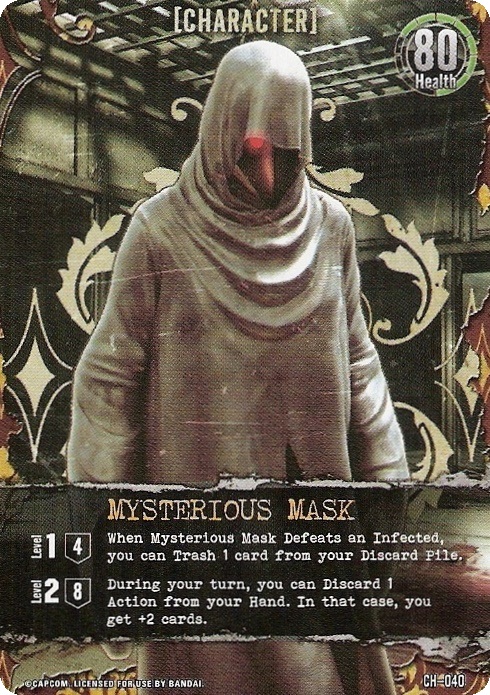 [CHARACTER]
80
Health
MYSTERIOUS MASK
Level 1 4 When Mysterious Mask Defeats an Infected,
you can Trash 1 card from your Discard Pile.
Level 2 8 During your turn, you can Discard 1
Action from your Hand. In that case, you
get +2 cards.
©CAPCOM. LICENSED FOR USE BY BANDAI. CH-040